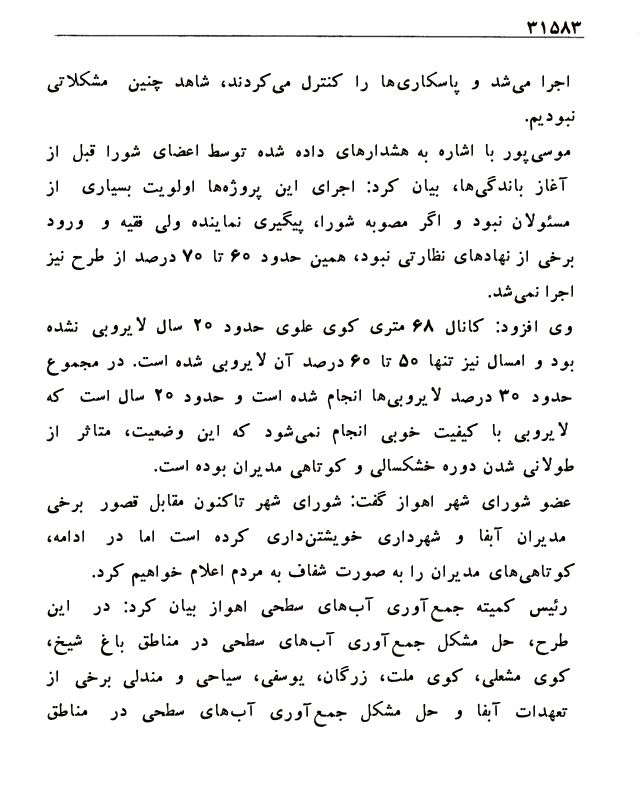 ۳۱۵۸۳
اجرا می‌شد و پاسکاری‌ها را کنترل می‌کردند، شاهد چنین مشکلاتی
نبودیم.
موسی‌پور با اشاره به هشدارهای داده شده توسط اعضای شورا قبل از
آغاز باندگی‌ها، بیان کرد: اجرای این پروژه‌ها اولویت بسیاری از
مسئولان نبود و اگر مصوبه شورا، پیگیری نماینده ولی فقیه و ورود
برخی از نهادهای نظارتی نبود، همین حدود ۶۰ تا ۷۰ درصد از طرح نیز
اجرا نمی‌شد.
وی افزود: کانال ۶۸ متری کوی علوی حدود ۲۰ سال لایروبی نشده
بود و امسال نیز تنها ۵۰ تا ۶۰ درصد آن لایروبی شده است. در مجموع
حدود ۳۰ درصد لایروبی‌ها انجام شده است و حدود ۲۰ سال است که
لایروبی با کیفیت خوبی انجام نمی‌شود که این وضعیت، متاثر از
طولانی شدن دوره خشکسالی و کوتاهی مدیران بوده است.
عضو شورای شهر اهواز گفت: شورای شهر تاکنون مقابل قصور برخی
مدیران آبفا و شهرداری خویشتن‌داری کرده است اما در ادامه،
کوتاهی‌های مدیران را به صورت شفاف به مردم اعلام خواهیم کرد.
رئیس کمیته جمع‌آوری آب‌های سطحی اهواز بیان کرد: در این
طرح، حل مشکل جمع‌آوری آب‌های سطحی در مناطق باغ شیخ،
کوی مشعلی، کوی ملت، زرگان، یوسفی، سیاحی و مندلی برخی از
تعهدات آبفا و حل مشکل جمع‌آوری آب‌های سطحی در مناطق